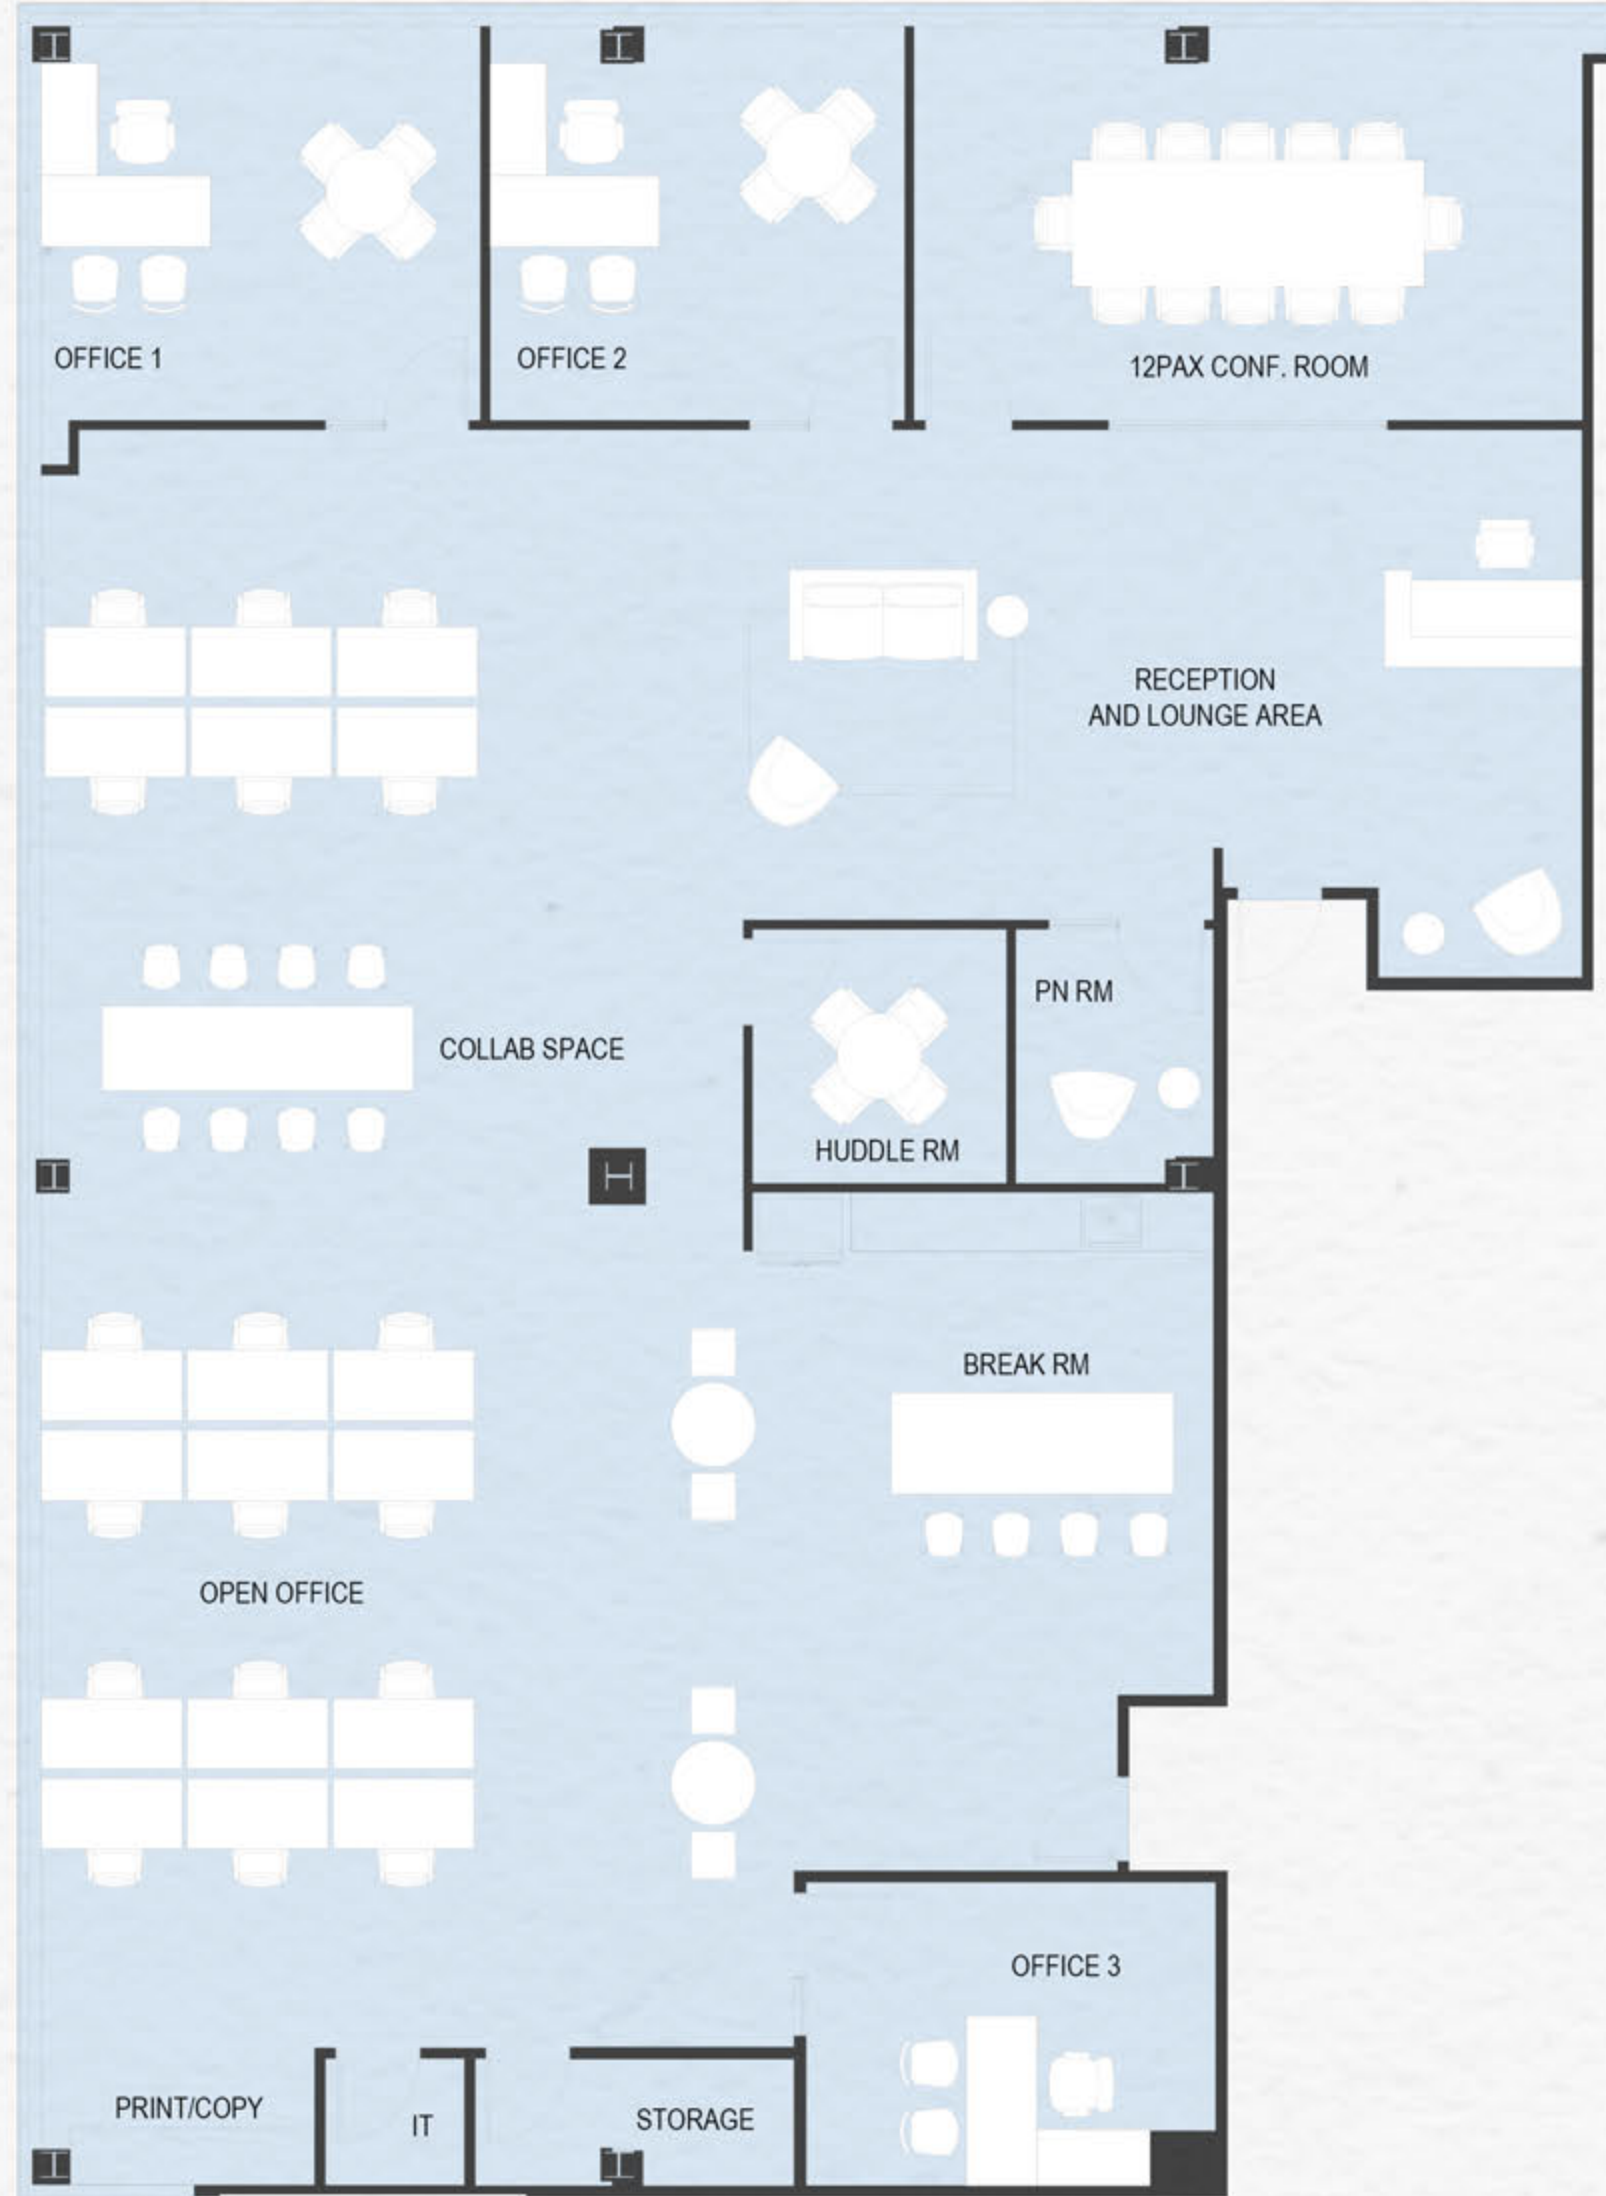 OFFICE 1
OFFICE 2
12PAX CONF. ROOM
RECEPTION
AND LOUNGE AREA
PN RM
COLLAB SPACE
HUDDLE RM
BREAK RM
OPEN OFFICE
OFFICE 3
PRINT/COPY
IT
STORAGE